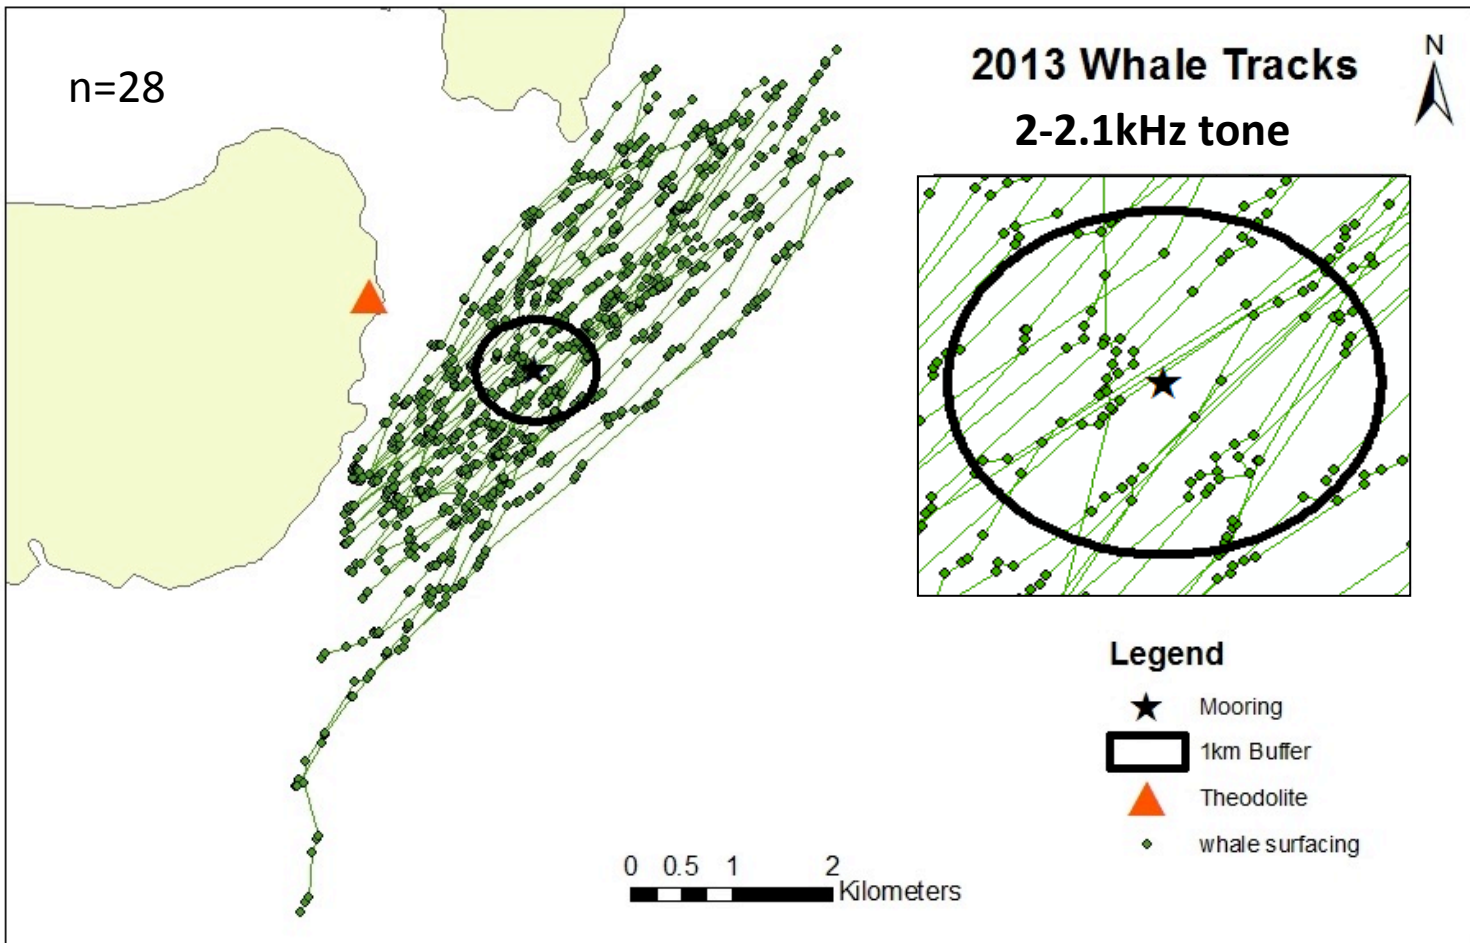 n=28
2013 Whale Tracks
2-2.1kHz tone
N
Legend
Mooring
1km Buffer
Theodolite
whale surfacing
0 0.5 1 2
Kilometers